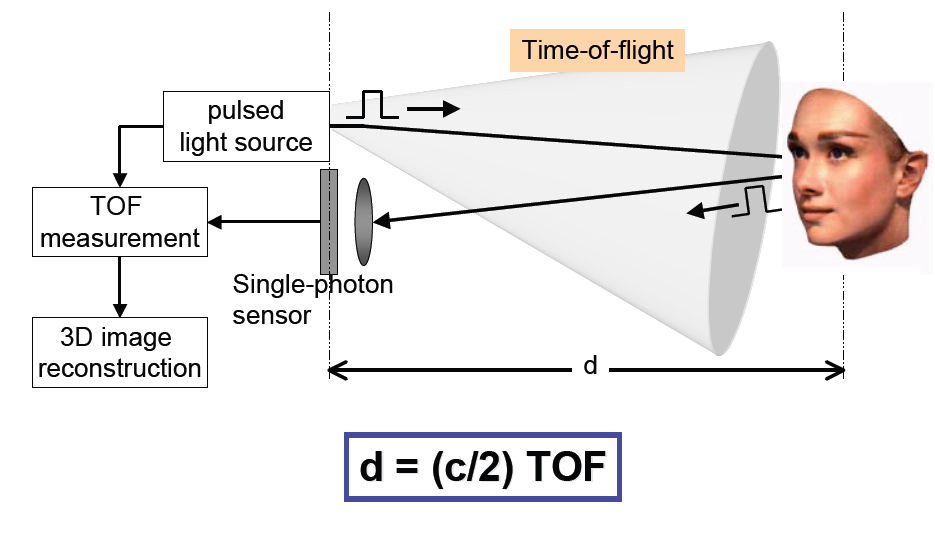 Time-of-flight
pulsed
light source
TOF
measurement
Single-photon
sensor
3D image
reconstruction
d
d = (c/2) TOF